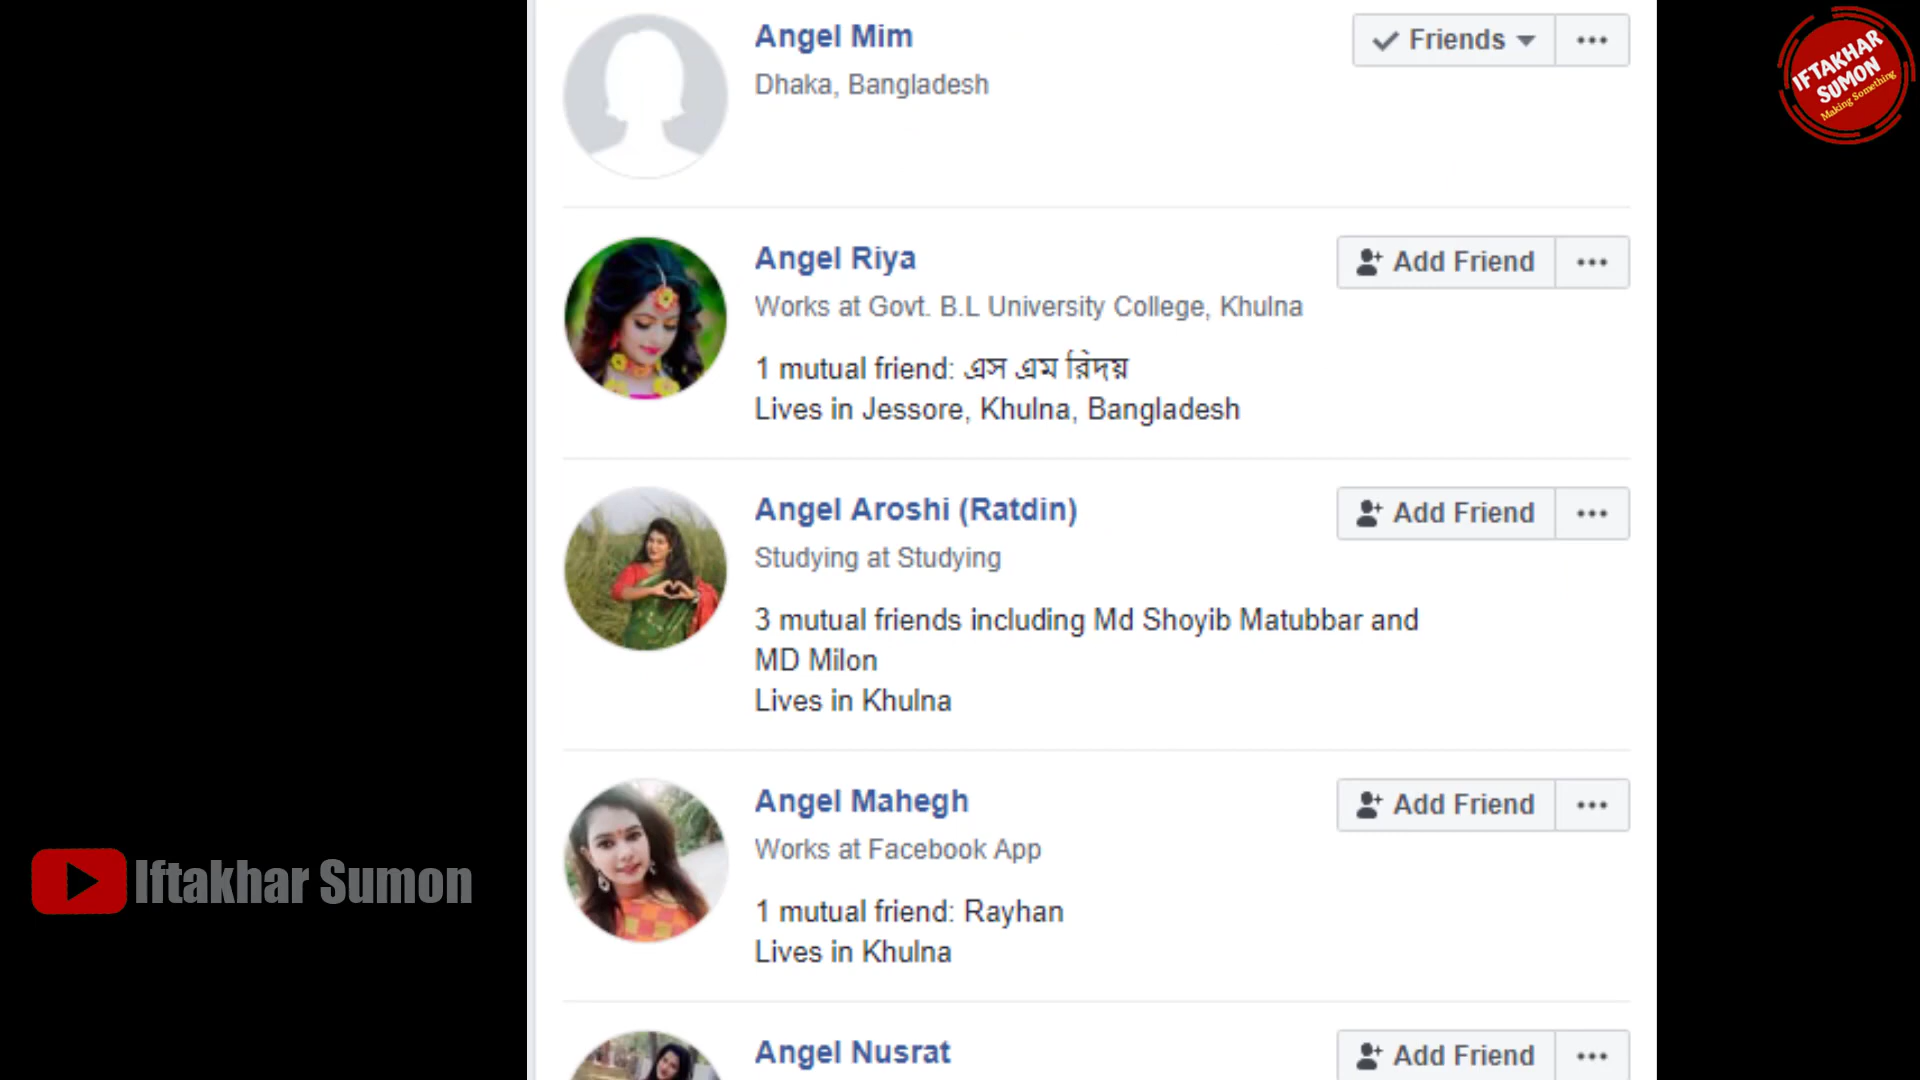 Angel Mim
Friends
Dhaka, Bangladesh
IFTAKHAR
SUMON
Making Something
Angel Riya
Add Friend
Works at Govt. B.L University College, Khulna
1 mutual friend: এস এম রিদয়
Lives in Jessore, Khulna, Bangladesh
Angel Aroshi (Ratdin)
Add Friend
Studying at Studying
3 mutual friends including Md Shoyib Matubbar and
MD Milon
Lives in Khulna
Angel Mahegh
Add Friend
Works at Facebook App
1 mutual friend: Rayhan
Lives in Khulna
Iftakhar Sumon
Angel Nusrat
Add Friend